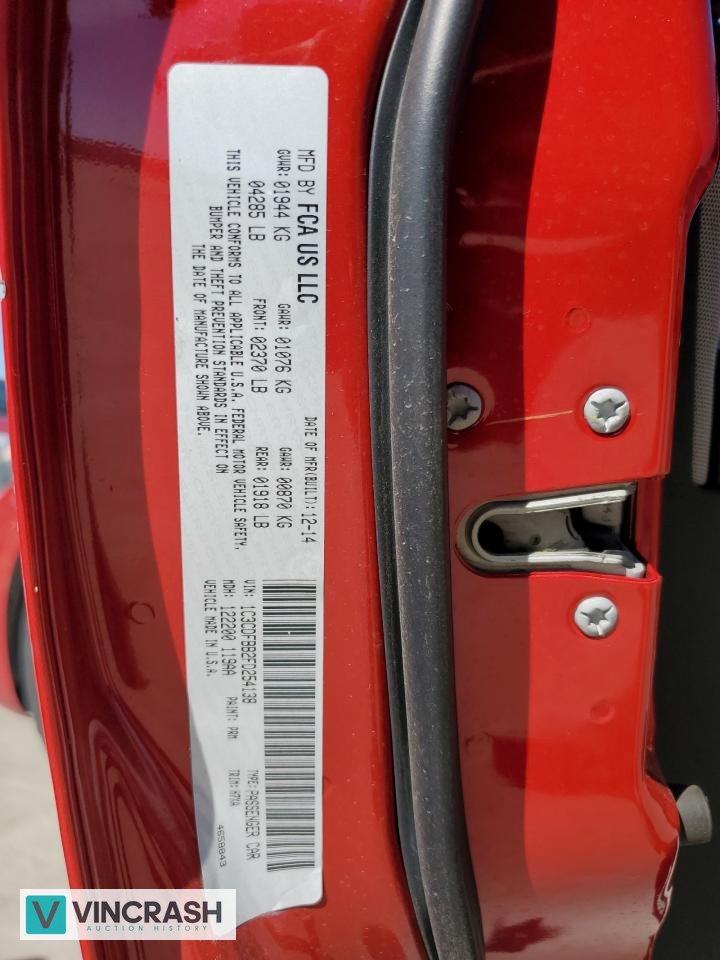 MFD BY FCA US LLC
DATE OF MFR(BUILT): 12-14
GVWR: 01944 KG
GAWR: 01076 KG
GAWR: 00870 KG
04285 LB
FRONT: 02370 LB
REAR: 01918 LB
THIS VEHICLE CONFORMS TO ALL APPLICABLE U.S.A. FEDERAL MOTOR VEHICLE SAFETY,
BUMPER AND THEFT PREVENTION STANDARDS IN EFFECT ON
THE DATE OF MANUFACTURE SHOWN ABOVE.
VIN: 1C3CDFBB2FD254138
TYPE: PASSENGER CAR
MDH: 122200 119AA
PAINT: PRM
VEHICLE MADE IN U.S.A.
TRIM:
4658843
VINCRASH
AUCTION HISTORY